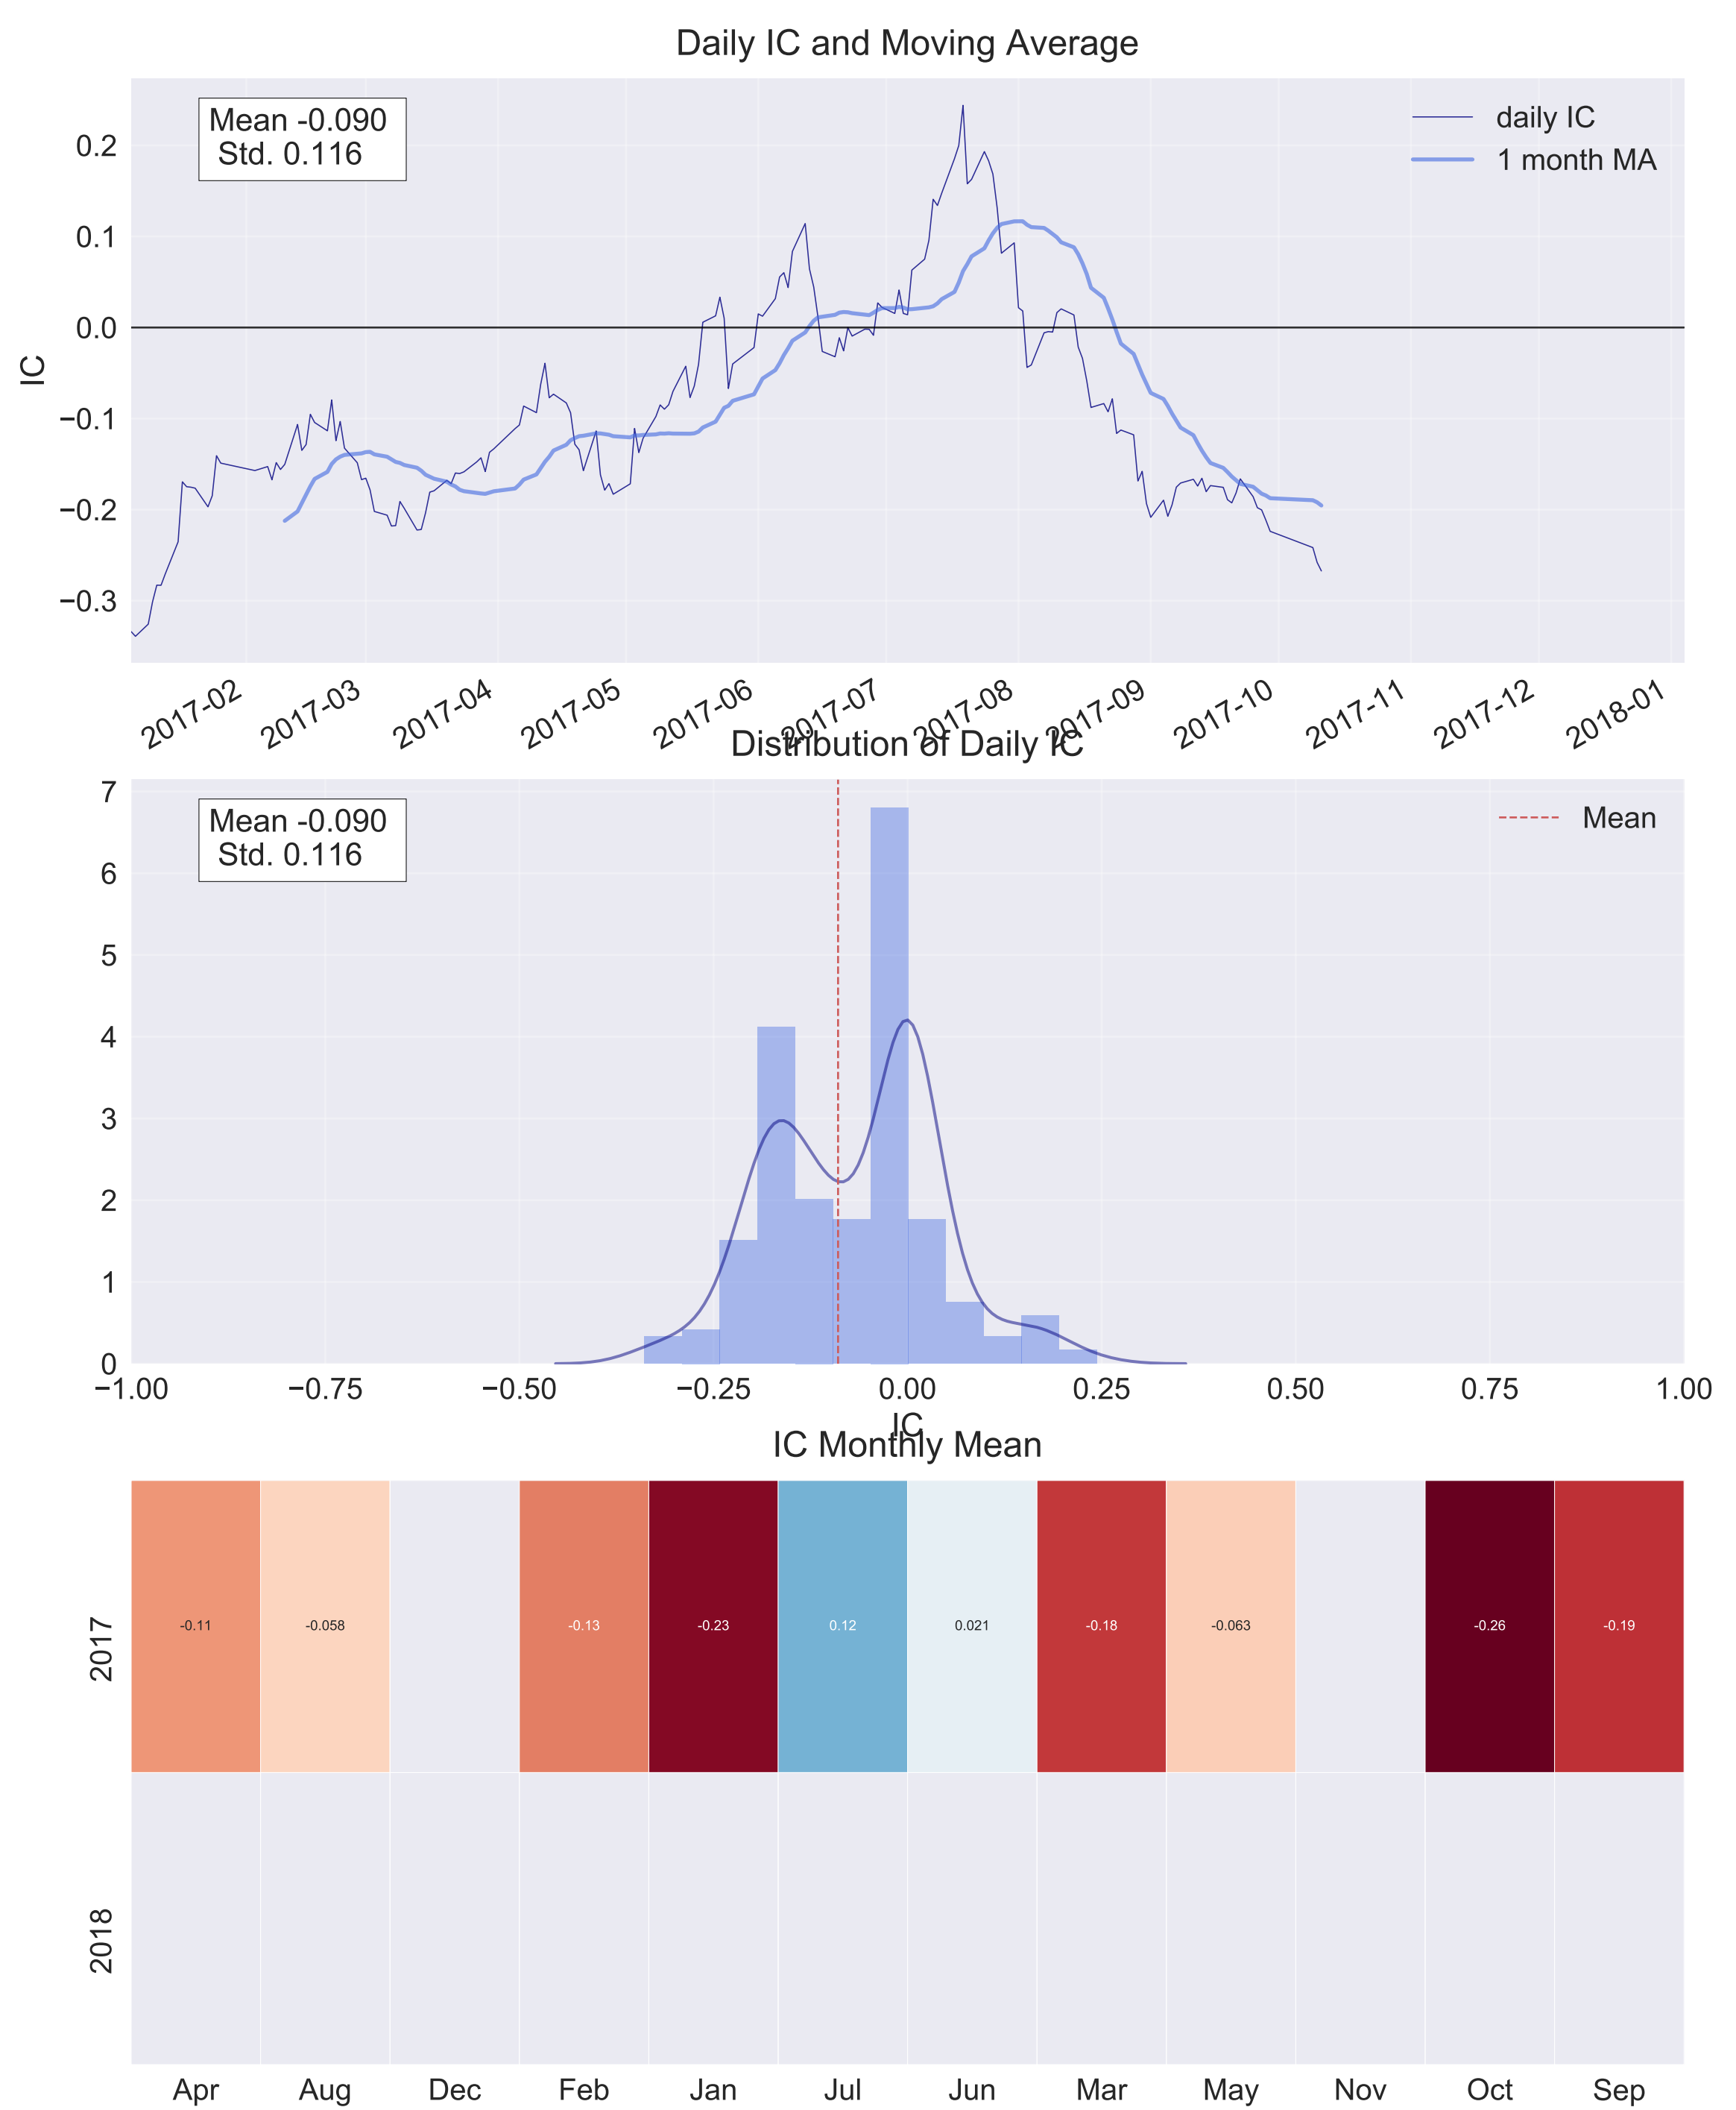 Daily IC and Moving Average
Mean -0.090
Std. 0.116
daily IC
1 month MA
IC
0.2
0.1
0.0
−0.1
−0.2
−0.3
2017-02
2017-03
2017-04
2017-05
2017-06
2017-07
2017-08
2017-09
2017-10
2017-11
2017-12
2018-01
Distribution of Daily IC
Mean -0.090
Std. 0.116
Mean
7
6
5
4
3
2
1
0
−1.00 −0.75 −0.50 −0.25 0.00 0.25 0.50 0.75 1.00
IC
IC Monthly Mean
2017
-0.11 -0.058 -0.13 -0.23 0.12 0.021 -0.18 -0.063 -0.26 -0.19
2018
Apr Aug Dec Feb Jan Jul Jun Mar May Nov Oct Sep